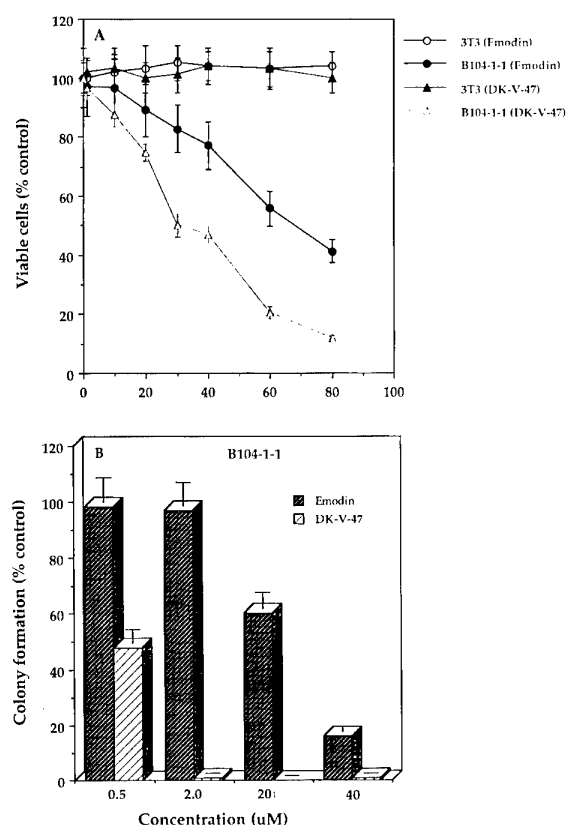 120
A
100
80
60
40
20
0
Viable cells (% control)
0 20 40 60 80 100
3T3 (Emodin)
B104-1-1 (Emodin)
3T3 (DK-V-47)
B104-1-1 (DK-V-47)
120
B
B104-1-1
100
80
60
40
20
0
Colony formation (% control)
Emodin
DK-V-47
0.5 2.0 20 40
Concentration (uM)